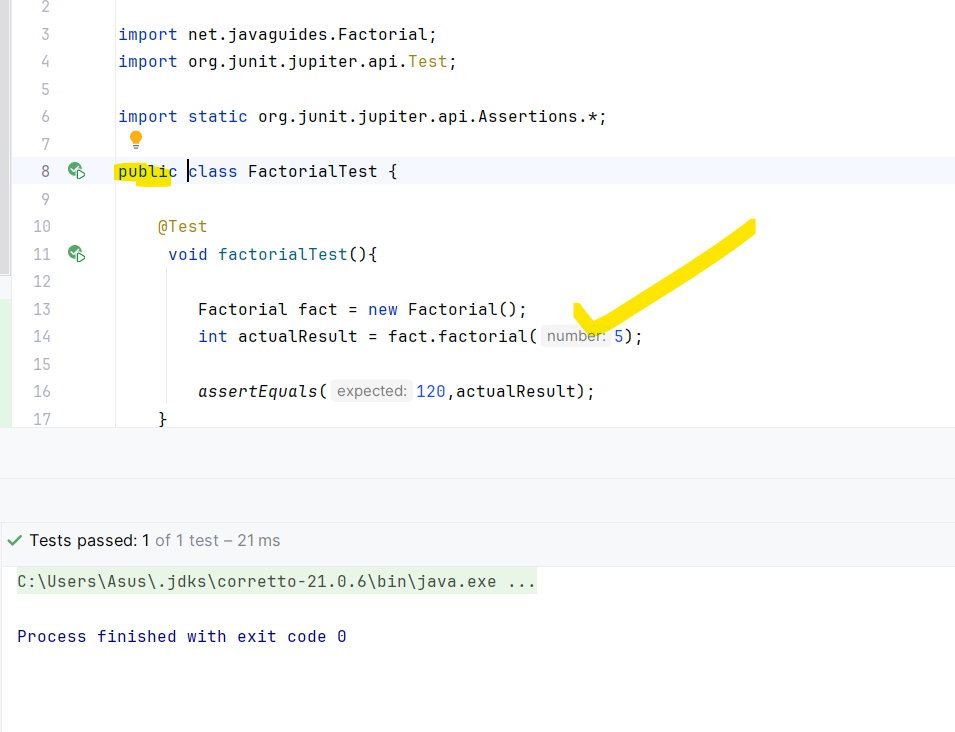 2
3 import net.javaguides.Factorial;
4 import org.junit.jupiter.api.Test;
5
6 import static org.junit.jupiter.api.Assertions.*;
7
8 public class FactorialTest {
9
10 @Test
11 void factorialTest(){
12
13 Factorial fact = new Factorial();
14 int actualResult = fact.factorial( number: 5);
15
16 assertEquals( expected: 120,actualResult);
17 }
Tests passed: 1 of 1 test – 21 ms
C:\Users\Asus\.jdks\corretto-21.0.6\bin\java.exe ...
Process finished with exit code 0